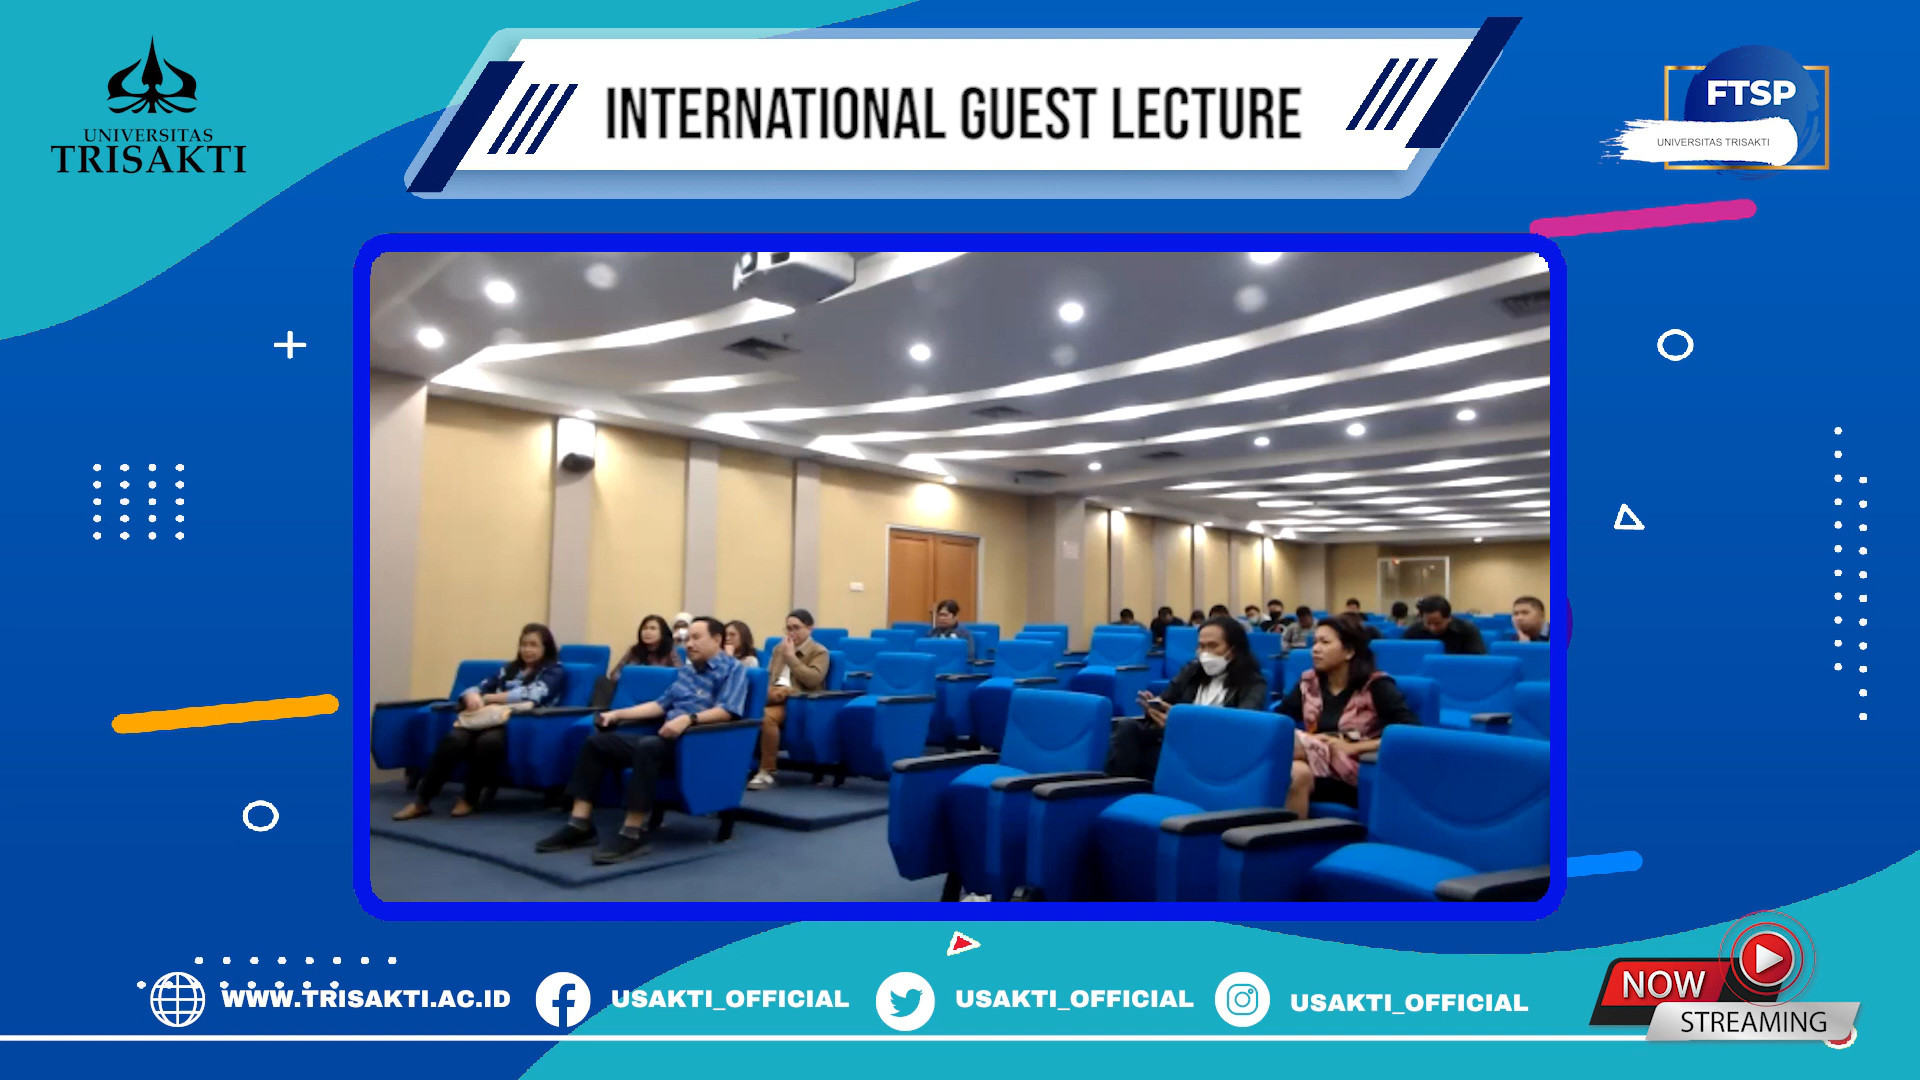 UNIVERSITAS
TRISAKTI
INTERNATIONAL GUEST LECTURE
FTSP
UNIVERSITAS TRISAKTI
WWW.TRISAKTI.AC.ID
USAKTI_OFFICIAL
USAKTI_OFFICIAL
USAKTI_OFFICIAL
NOW
STREAMING